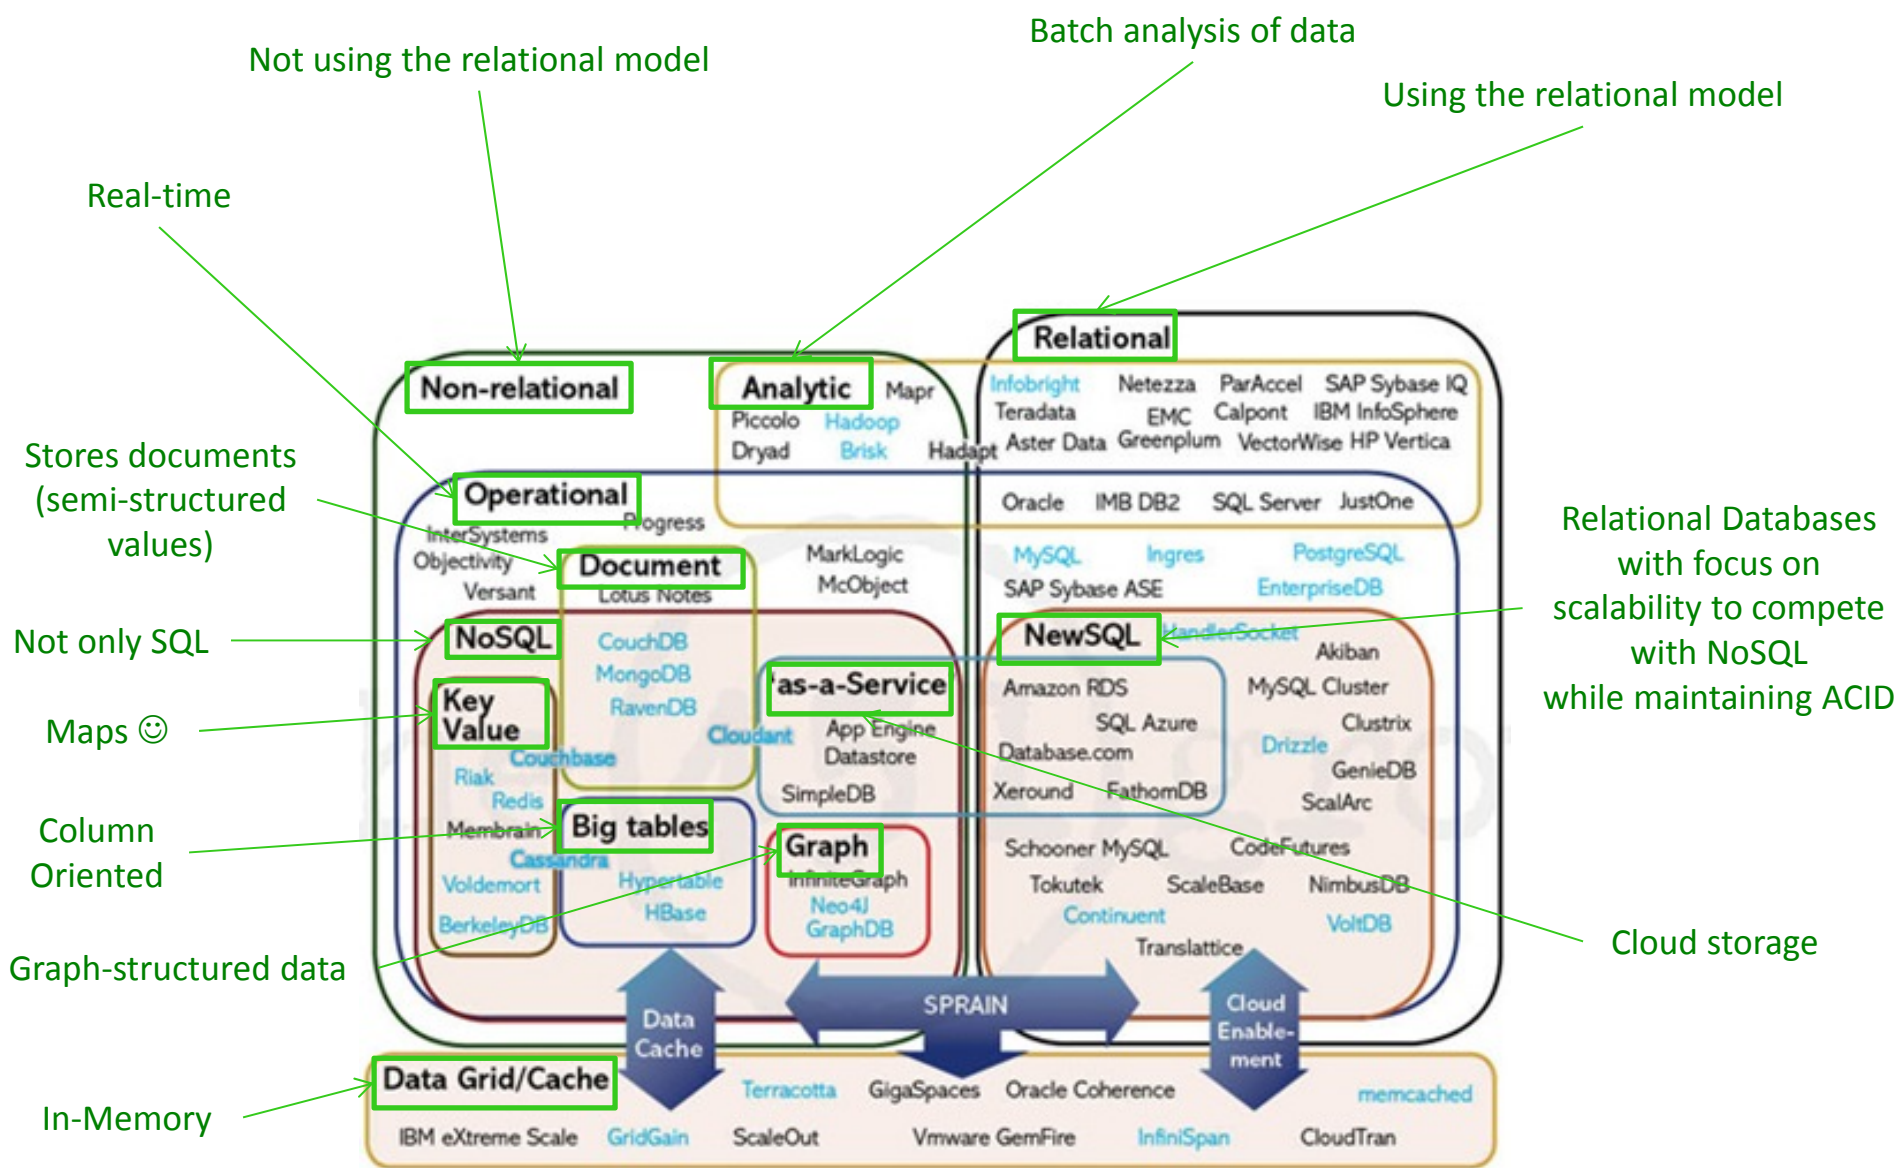 Batch analysis of data
Not using the relational model
Using the relational model
Real-time
Relational
Non-relational
Analytic
Mapr
Piccolo
Hadoop
Dryad
Brisk
Hadapt
Infobright
Netezza
ParAccel
SAP Sybase IQ
Teradata
EMC
Calpont
IBM InfoSphere
Aster Data
Greenplum
VectorWise
HP Vertica
Stores documents
(semi-structured
values)
Operational
InterSystems
Progress
Objectivity
Versant
Document
Lotus Notes
MarkLogic
McObject
Oracle
IMB DB2
SQL Server
JustOne
MySQL
Ingres
PostgreSQL
SAP Sybase ASE
EnterpriseDB
Relational Databases
with focus on
scalability to compete
with NoSQL
while maintaining ACID
Not only SQL
NoSQL
CouchDB
MongoDB
RavenDB
NewSQL
HandlerSocket
Akiban
Maps ☺
Key
Value
Couchbase
Cloudant
'as-a-Service
App Engine
Datastore
SimpleDB
Amazon RDS
MySQL Cluster
SQL Azure
Clustrix
Database.com
Drizzle
GenieDB
Xeround
FathomDB
ScalArc
Riak
Redis
Membrain
Cassandra
Voldemort
BerkeleyDB
Column
Oriented
Big tables
Hypertable
HBase
Graph
InfiniteGraph
Neo4J
GraphDB
Schooner MySQL
CodeFutures
Tokutek
ScaleBase
NimbusDB
Continuent
VoltDB
Translattice
Graph-structured data
Cloud storage
Data
Cache
SPRAIN
Cloud
Enable-
ment
In-Memory
Data Grid/Cache
Terracotta
GigaSpaces
Oracle Coherence
memcached
IBM eXtreme Scale
GridGain
ScaleOut
Vmware GemFire
InfiniSpan
CloudTran